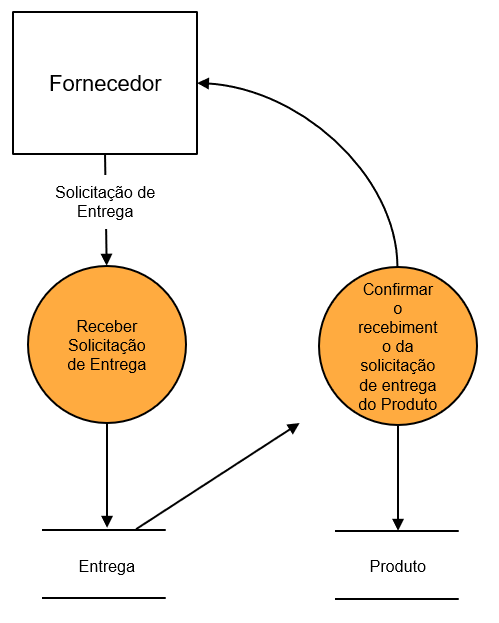 Fornecedor
Solicitação de
Entrega
Receber
Solicitação
de Entrega
Confirmar
o
recebiment
o da
solicitação
de entrega
do Produto
Entrega
Produto